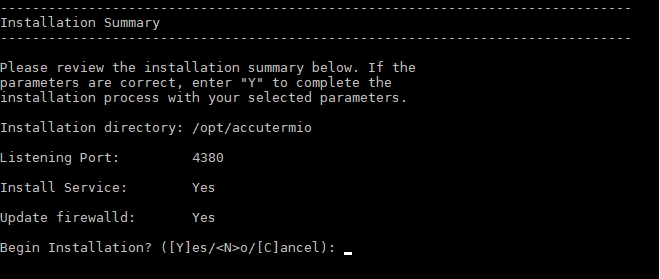 -------------------------------------------------------------------------------
Installation Summary
-------------------------------------------------------------------------------
Please review the installation summary below. If the
parameters are correct, enter "Y" to complete the
installation process with your selected parameters.
Installation directory: /opt/accutermio
Listening Port:         4380
Install Service:        Yes
Update firewalld:       Yes
Begin Installation? ([Y]es/<N>o/[C]ancel):